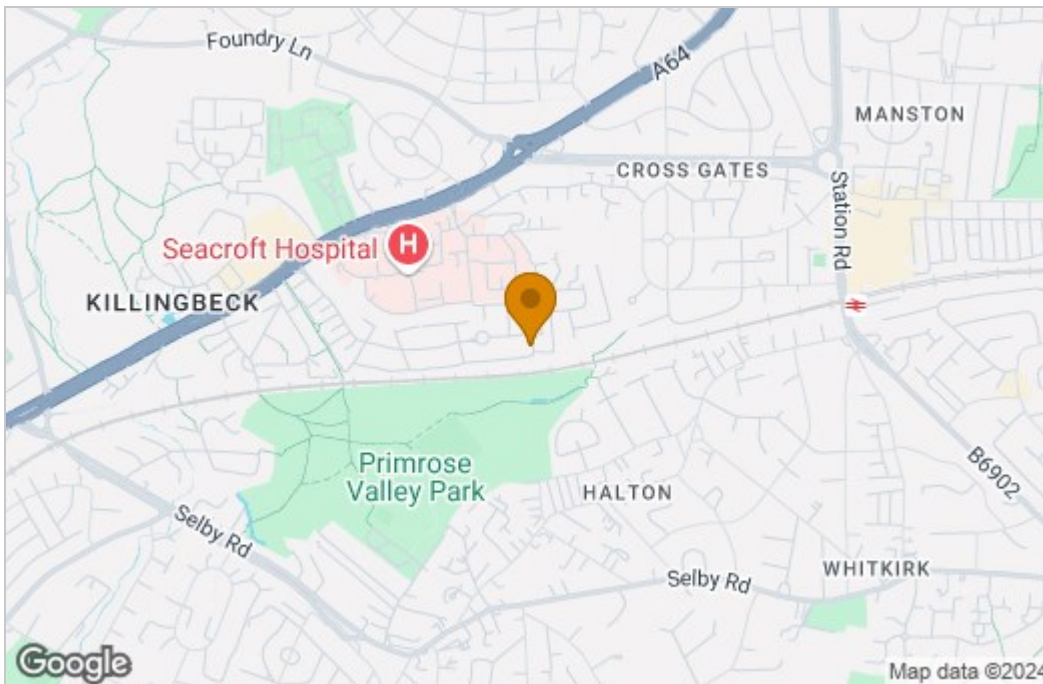 Foundry Ln
A64
MANSTON
CROSS GATES
Station Rd
Seacroft Hospital
H
KILLINGBECK
Primrose
Valley Park
HALTON
B6902
Selby Rd
Selby Rd
WHITKIRK
Google
Map data ©2024